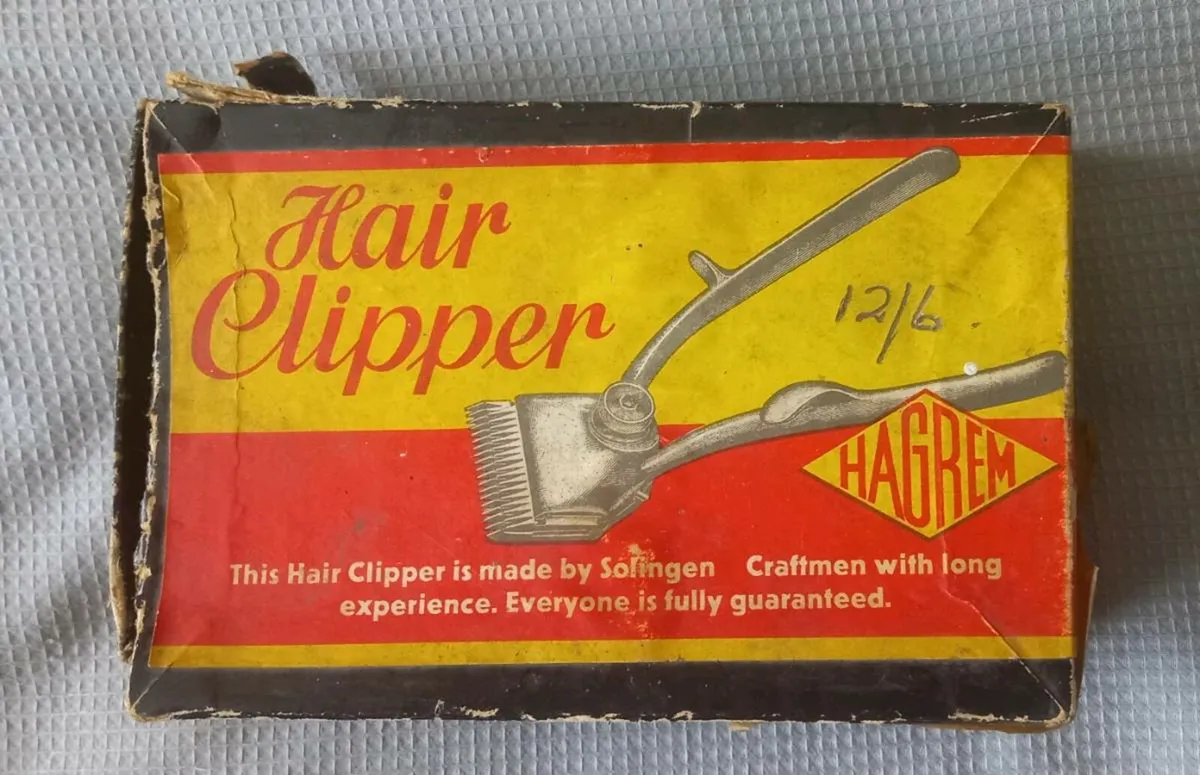 Hair
Clipper
12/6
HAGREM
This Hair Clipper is made by Solingen Craftmen with long
experience. Everyone is fully guaranteed.